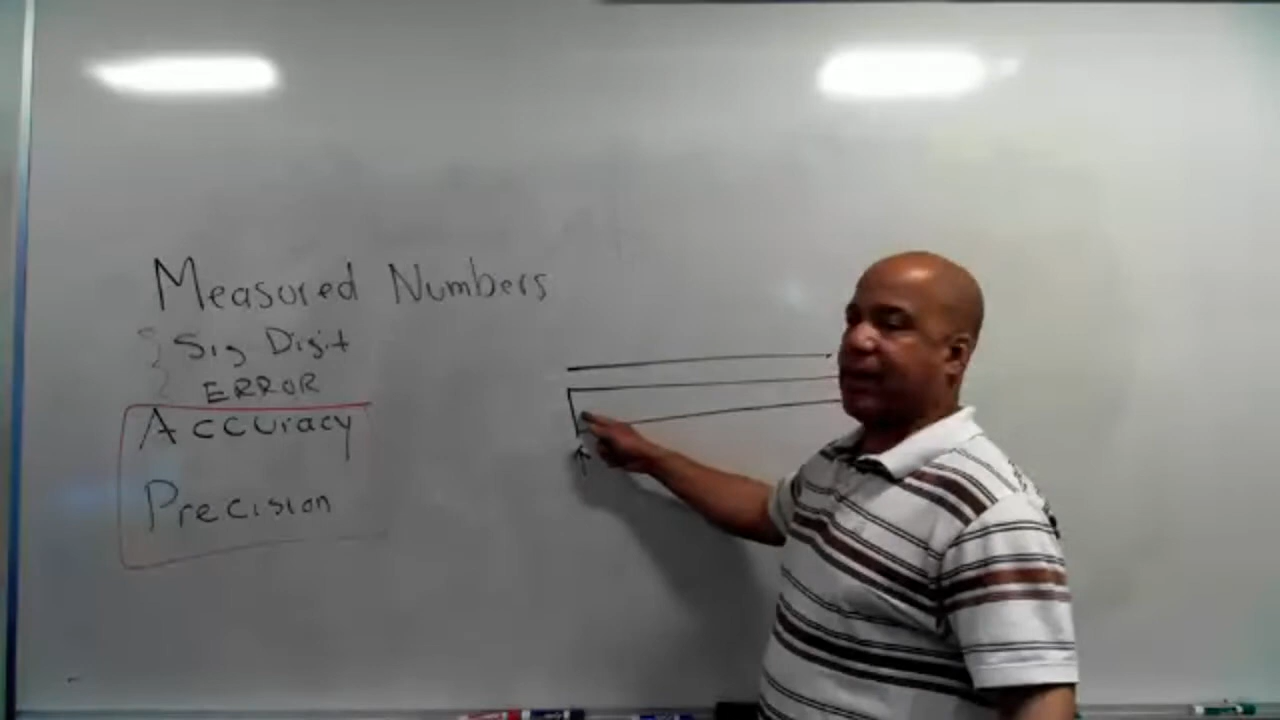 Measured Numbers
Sig Digit
ERROR
Accuracy
Precision